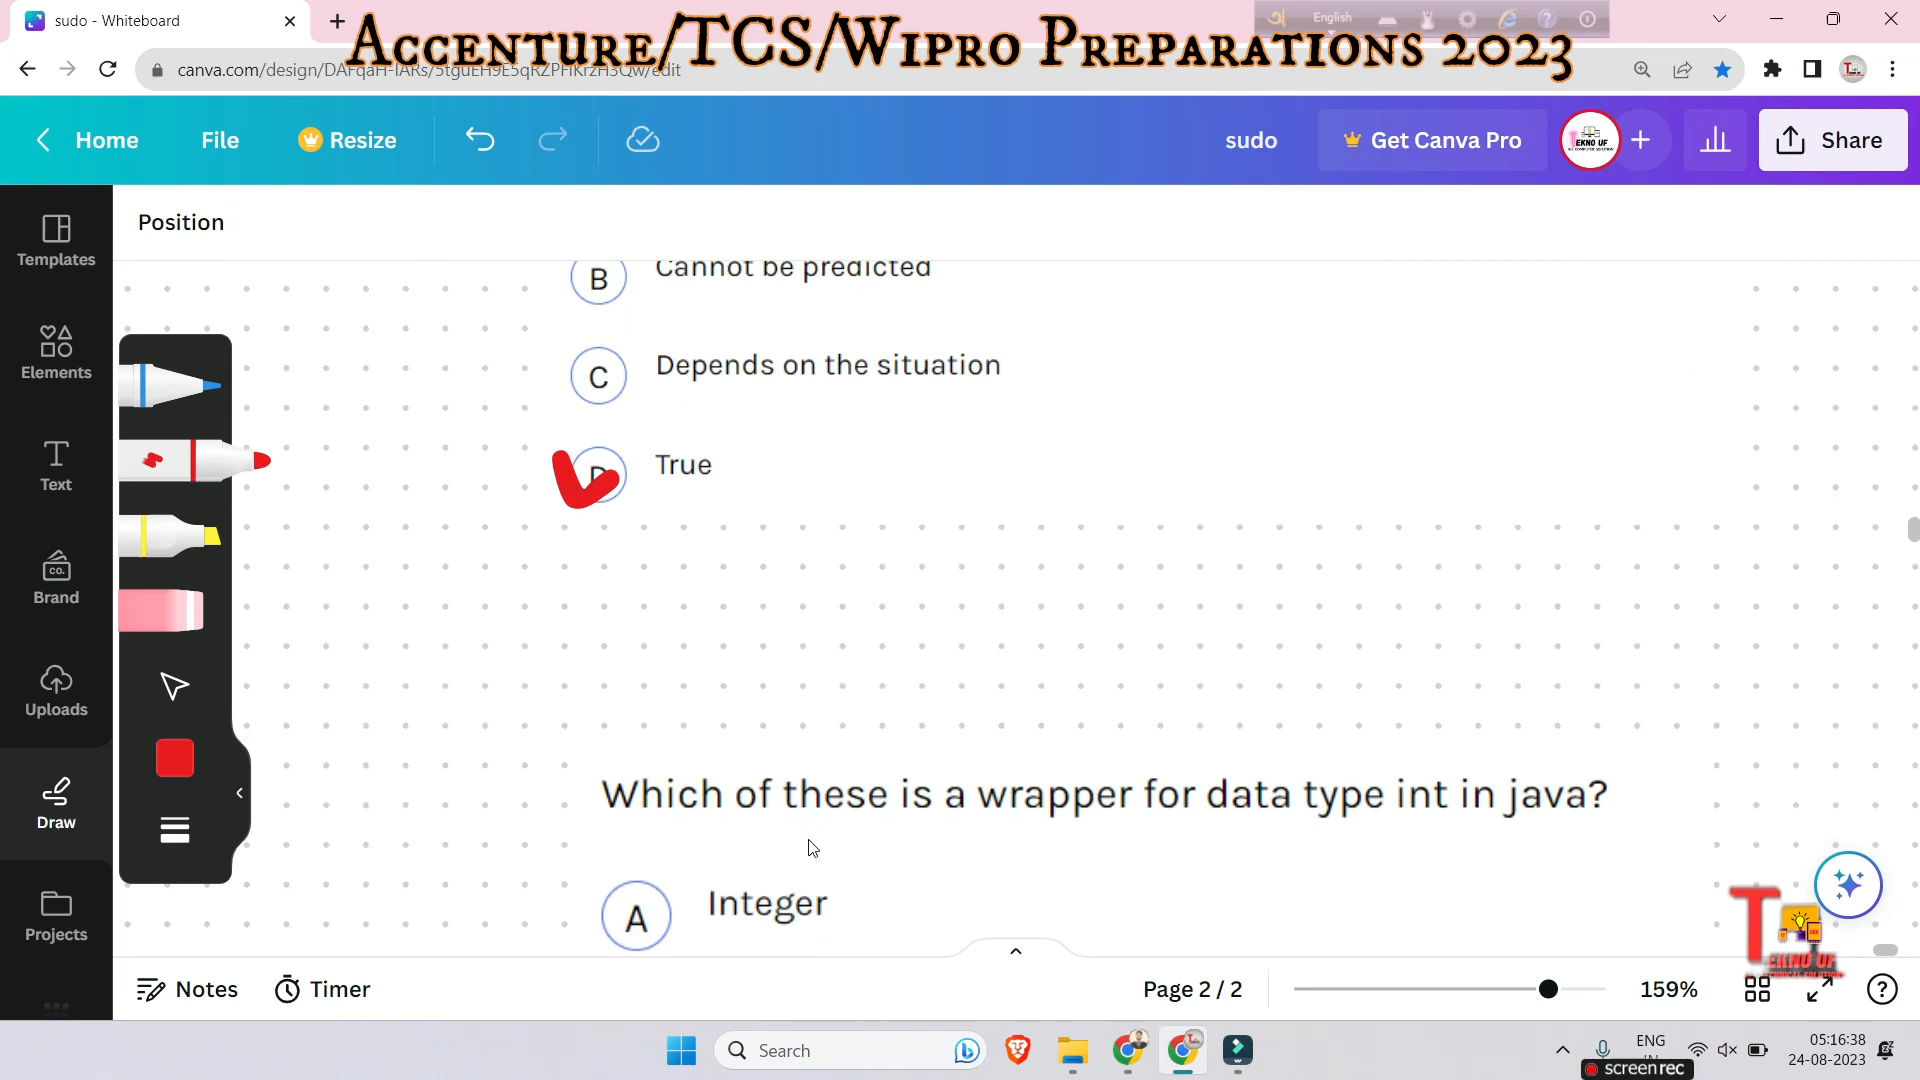 sudo - Whiteboard
English
Accenture/TCS/Wipro Preparations 2023
Home
File
Resize
sudo
Get Canva Pro
Share
Templates
Elements
Text
Brand
Uploads
Draw
Projects
Position
B Cannot be predicted
C Depends on the situation
True
Which of these is a wrapper for data type int in java?
A Integer
TEKNO UF
Notes
Timer
Page 2 / 2
159%
Search
ENG
05:16:38
24-08-2023
screenrec